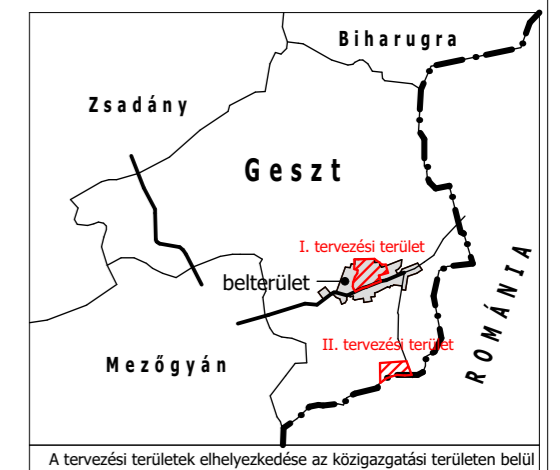 Biharugra
Zsadány
Geszt
I. tervezési terület
belterület
ROMÁNIA
II. tervezési terület
Mezőgyán
A tervezési területek elhelyezkedése az közigazgatási területen belül